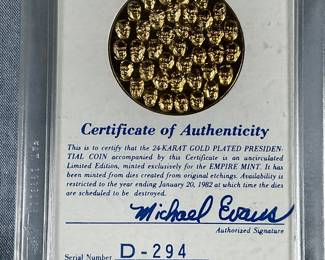 Certificate of Authenticity
This is to certify that the 24-KARAT GOLD PLATED PRESIDEN-
TIAL COIN accompanied by this Certificate is an uncirculated
Limited Edition, minted exclusively for the EMPIRE MINT. It has
been minted from dies created from original etchings. Availability is
restricted to the year ending January 20, 1982 at which time the dies
are scheduled to be destroyed.
Michael Evans
Authorized Signature
Serial Number D-294